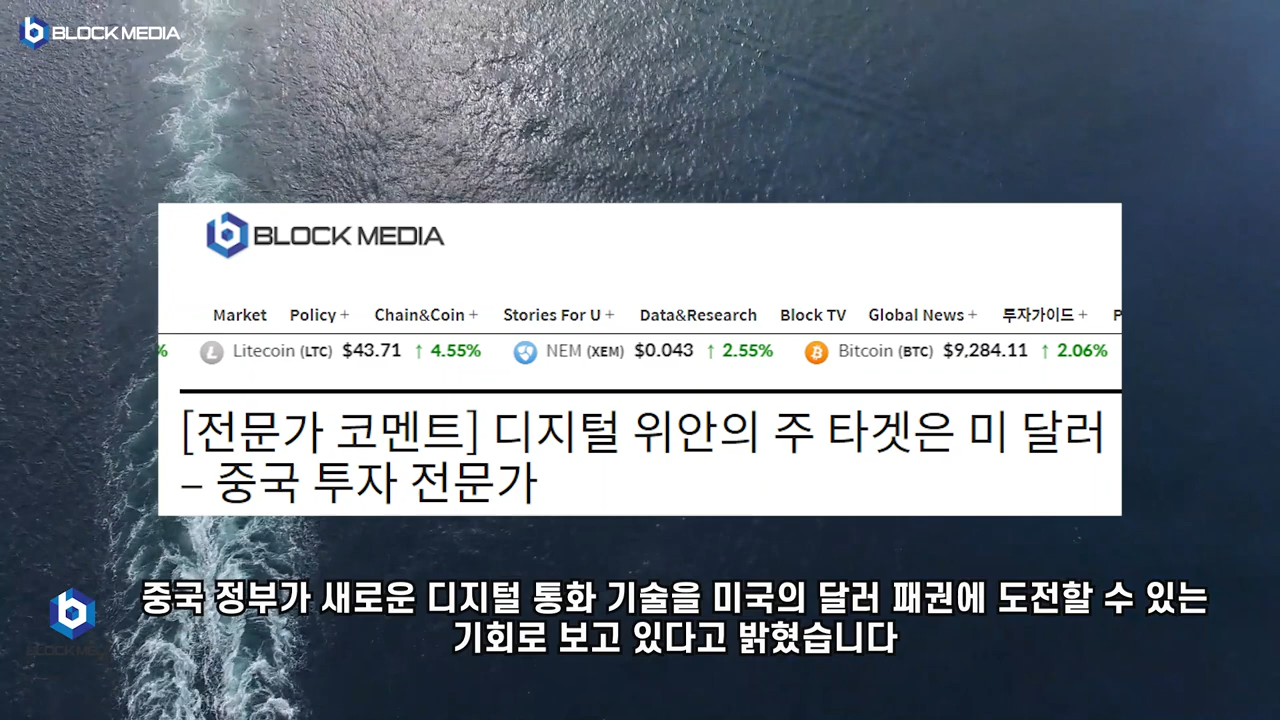 BLOCK MEDIA
BLOCK MEDIA
Market Policy + Chain&Coin + Stories For U + Data&Research Block TV Global News + 투자가이드 + P
% Litecoin (LTC) $43.71 ↑ 4.55% NEM (XEM) $0.043 ↑ 2.55% Bitcoin (BTC) $9,284.11 ↑ 2.06%
[전문가 코멘트] 디지털 위안의 주 타겟은 미 달러
– 중국 투자 전문가
중국 정부가 새로운 디지털 통화 기술을 미국의 달러 패권에 도전할 수 있는
기회로 보고 있다고 밝혔습니다
BLOCK ME